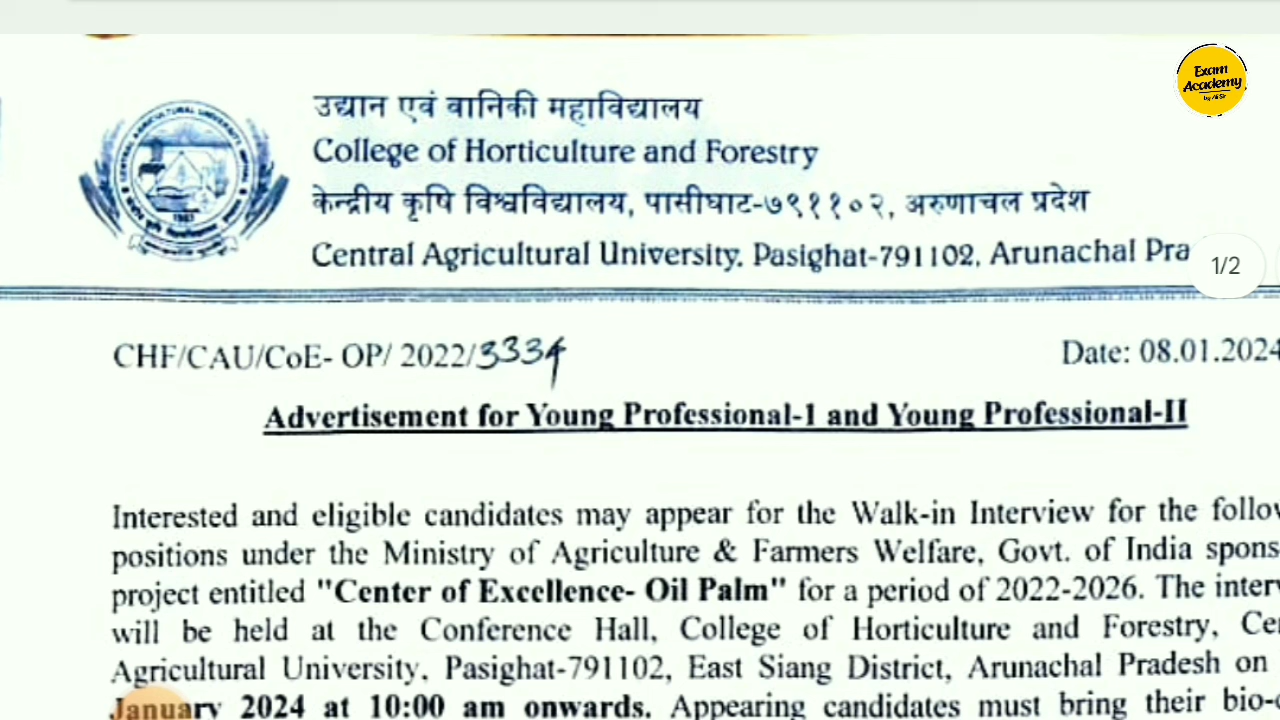 Exam
Academy
उद्यान एवं वानिकी महाविद्यालय
College of Horticulture and Forestry
केन्द्रीय कृषि विश्वविद्यालय, पासीघाट-७९११०२, अरुणाचल प्रदेश
Central Agricultural University, Pasighat-791102, Arunachal Pra
1/2
CHF/CAU/CoE- OP/ 2022/3334
Date: 08.01.2024
Advertisement for Young Professional-1 and Young Professional-II
Interested and eligible candidates may appear for the Walk-in Interview for the follow
positions under the Ministry of Agriculture & Farmers Welfare, Govt. of India spons
project entitled "Center of Excellence- Oil Palm" for a period of 2022-2026. The interv
will be held at the Conference Hall, College of Horticulture and Forestry, Cen
Agricultural University, Pasighat-791102, East Siang District, Arunachal Pradesh on
January 2024 at 10:00 am onwards. Appearing candidates must bring their bio-d